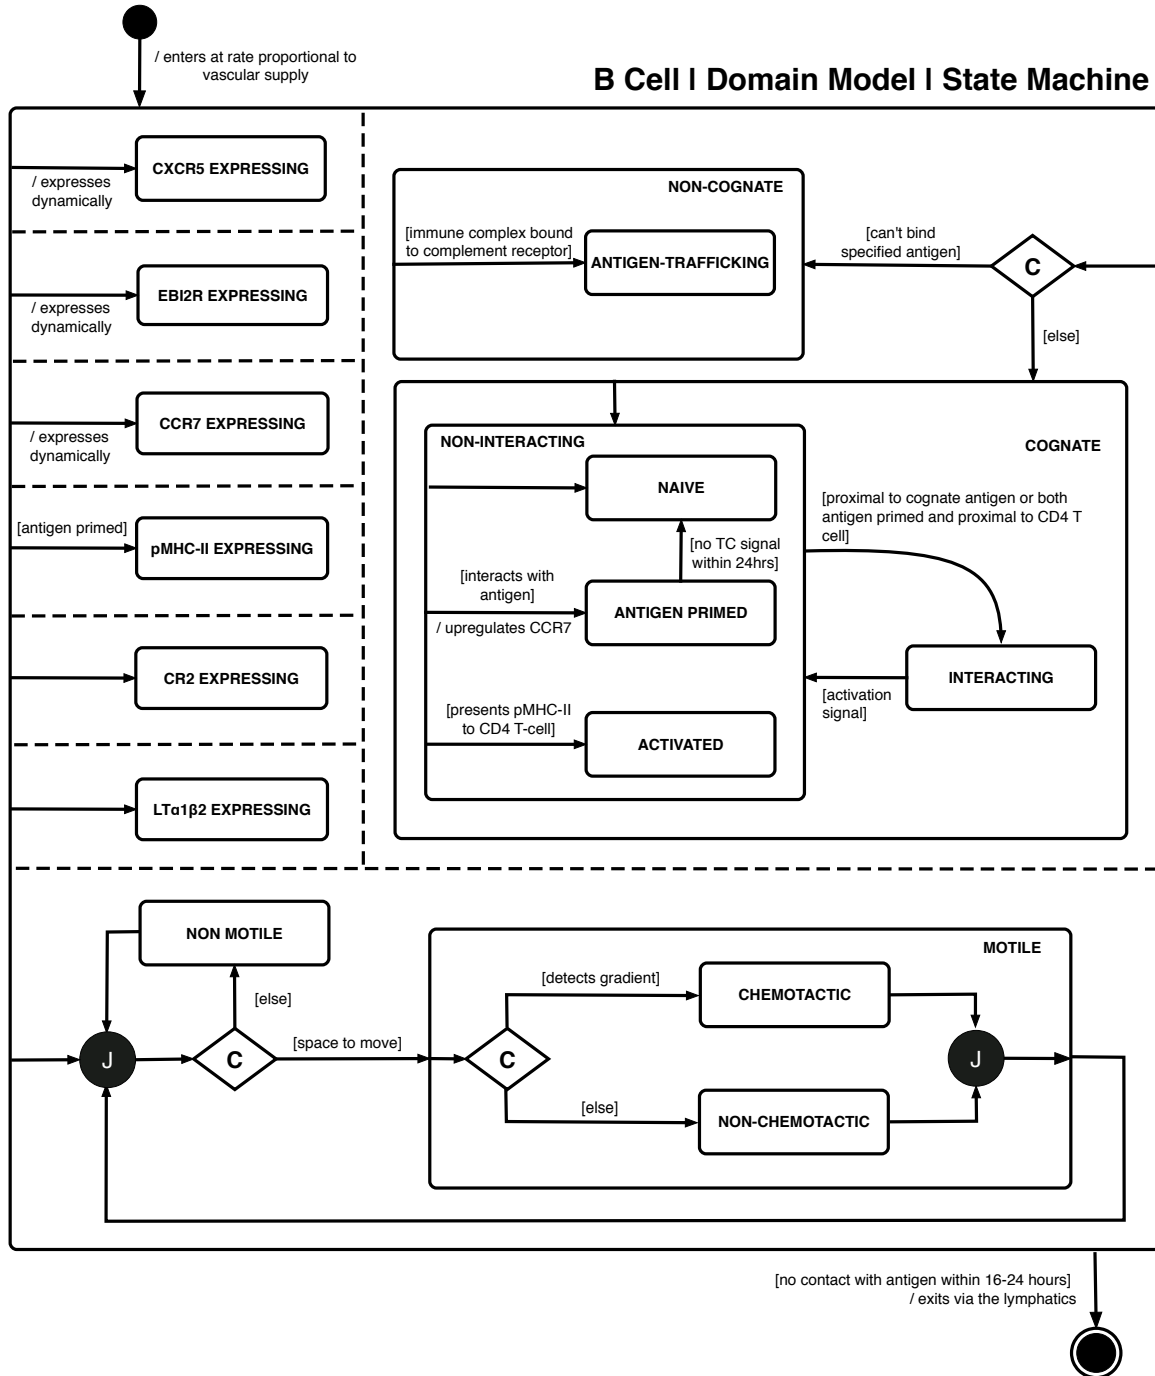 / enters at rate proportional to
vascular supply
B Cell | Domain Model | State Machine
CXCR5 EXPRESSING
/ expresses
dynamically
EBI2R EXPRESSING
/ expresses
dynamically
CCR7 EXPRESSING
/ expresses
dynamically
[antigen primed]
pMHC-II EXPRESSING
CR2 EXPRESSING
LTα1β2 EXPRESSING
NON-COGNATE
[immune complex bound
to complement receptor]
ANTIGEN-TRAFFICKING
[can't bind
specified antigen]
C
[else]
COGNATE
NON-INTERACTING
NAIVE
[no TC signal
within 24hrs]
[interacts with
antigen]
/ upregulates CCR7
ANTIGEN PRIMED
[presents pMHC-II
to CD4 T-cell]
ACTIVATED
[proximal to cognate antigen or both
antigen primed and proximal to CD4 T
cell]
INTERACTING
[activation
signal]
NON MOTILE
[else]
J
C
[space to move]
MOTILE
[detects gradient]
CHEMOTACTIC
C
J
[else]
NON-CHEMOTACTIC
[no contact with antigen within 16-24 hours]
/ exits via the lymphatics